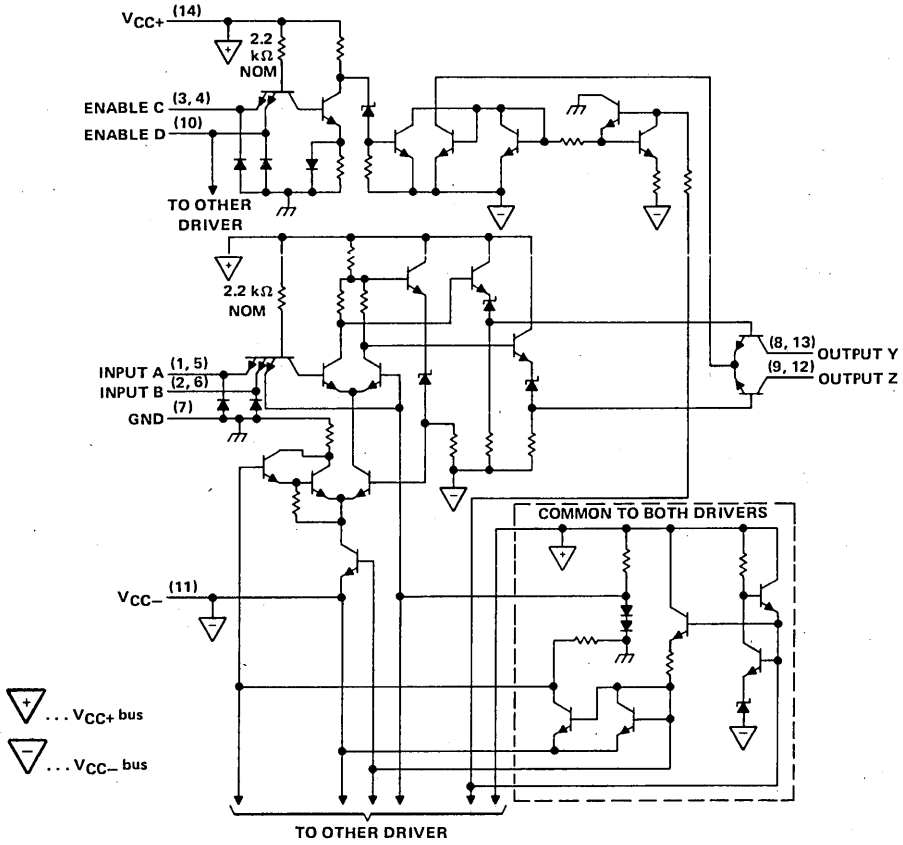 VCC+ (14)
2.2
kΩ
NOM
ENABLE C (3, 4)
ENABLE D (10)
TO OTHER
DRIVER
2.2 kΩ
NOM
INPUT A (1, 5)
INPUT B (2, 6)
GND (7)
(8, 13) OUTPUT Y
(9, 12) OUTPUT Z
COMMON TO BOTH DRIVERS
VCC− (11)
+ ... VCC+ bus
− ... VCC− bus
TO OTHER DRIVER